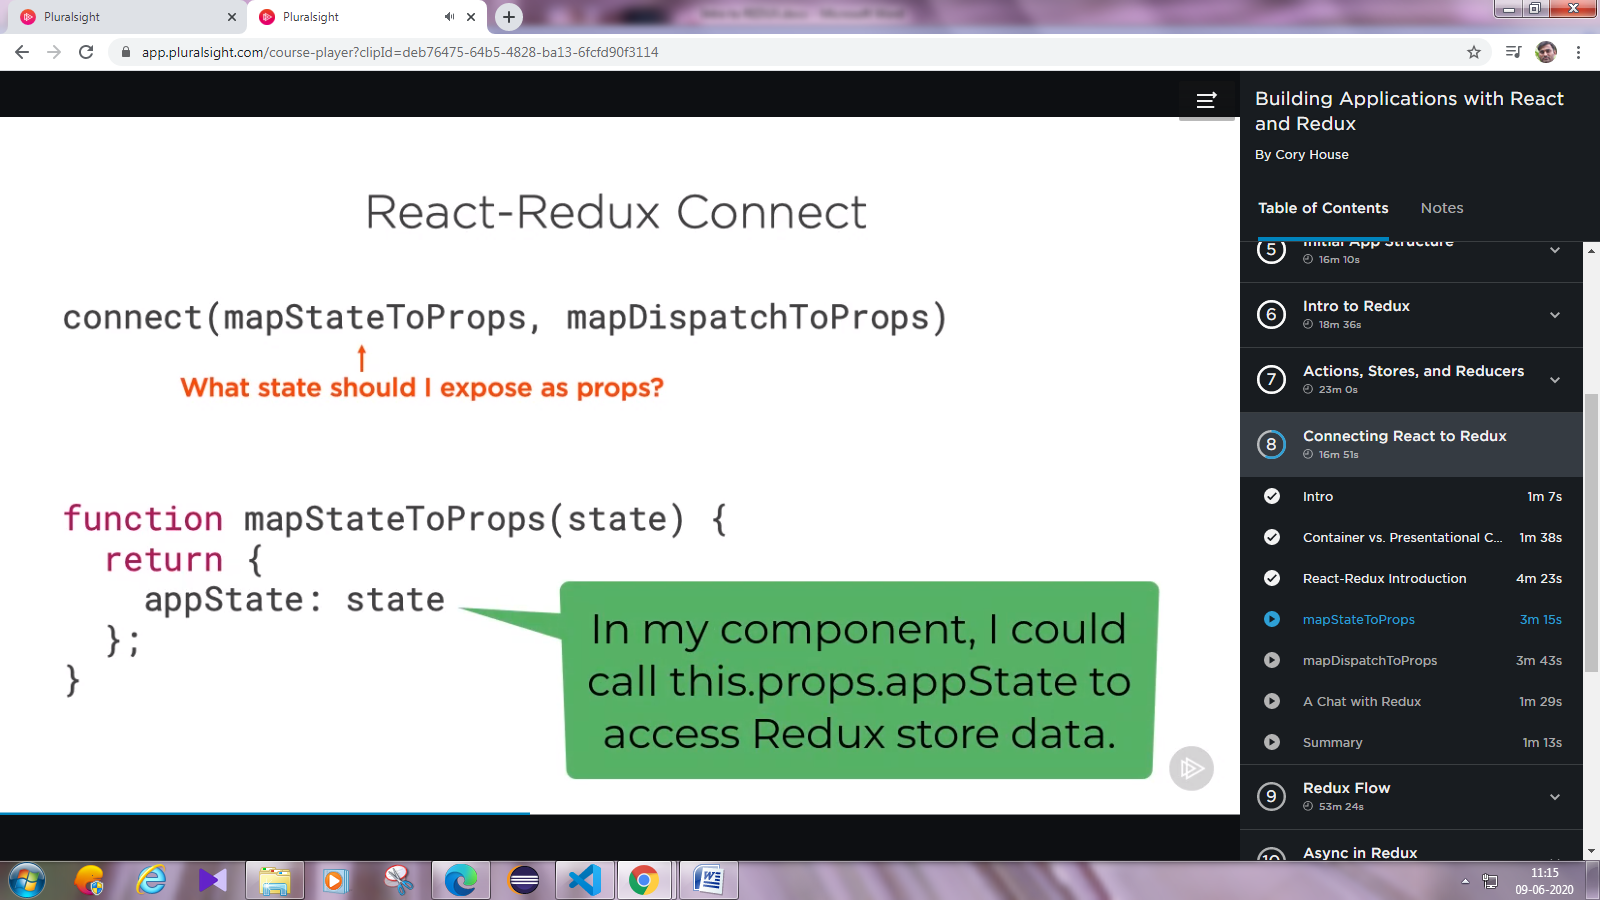 Pluralsight
Pluralsight
app.pluralsight.com/course-player?clipId=deb76475-64b5-4828-ba13-6fcfd90f3114
React-Redux Connect
connect(mapStateToProps, mapDispatchToProps)
What state should I expose as props?
function mapStateToProps(state) {
return {
appState: state
};
}
In my component, I could
call this.props.appState to
access Redux store data.
Building Applications with React
and Redux
By Cory House
Table of Contents
Notes
5
Initial App Structure
16m 10s
6
Intro to Redux
18m 36s
7
Actions, Stores, and Reducers
23m 0s
8
Connecting React to Redux
16m 51s
Intro 1m 7s
Container vs. Presentational C... 1m 38s
React-Redux Introduction 4m 23s
mapStateToProps 3m 15s
mapDispatchToProps 3m 43s
A Chat with Redux 1m 29s
Summary 1m 13s
9
Redux Flow
53m 24s
10
Async in Redux
11:15
09-06-2020